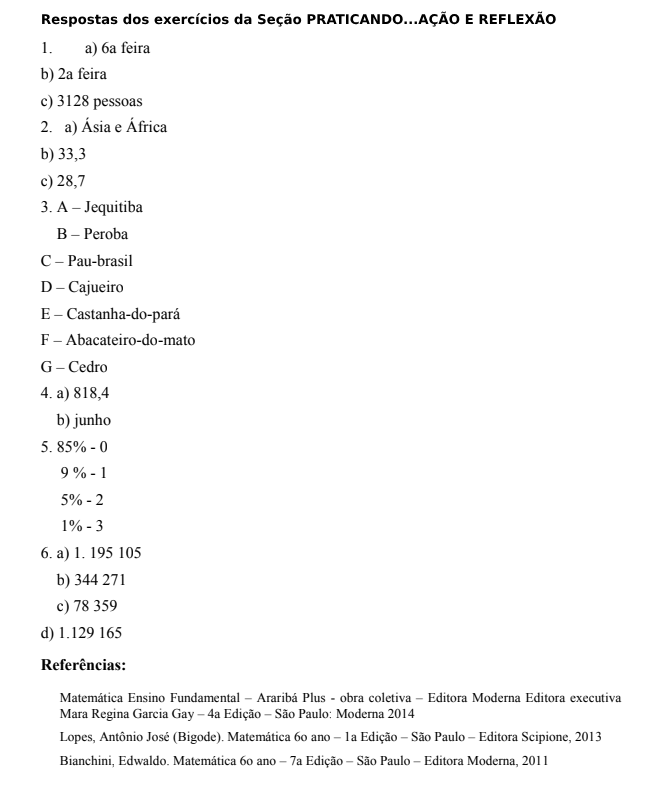 Respostas dos exercícios da Seção PRATICANDO...AÇÃO E REFLEXÃO
1. a) 6a feira
b) 2a feira
c) 3128 pessoas
2. a) Ásia e África
b) 33,3
c) 28,7
3. A – Jequitiba
B – Peroba
C – Pau-brasil
D – Cajueiro
E – Castanha-do-pará
F – Abacateiro-do-mato
G – Cedro
4. a) 818,4
b) junho
5. 85% - 0
9 % - 1
5% - 2
1% - 3
6. a) 1. 195 105
b) 344 271
c) 78 359
d) 1.129 165
Referências:
Matemática Ensino Fundamental – Araribá Plus - obra coletiva – Editora Moderna Editora executiva
Mara Regina Garcia Gay – 4a Edição – São Paulo: Moderna 2014
Lopes, Antônio José (Bigode). Matemática 6o ano – 1a Edição – São Paulo – Editora Scipione, 2013
Bianchini, Edwaldo. Matemática 6o ano – 7a Edição – São Paulo – Editora Moderna, 2011